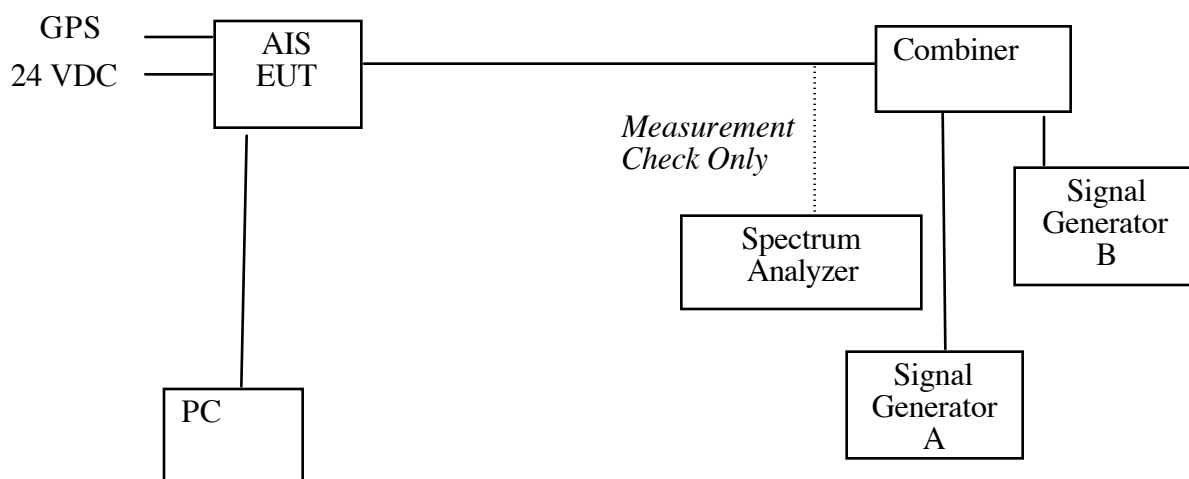 GPS
24 VDC
AIS
EUT
Combiner
Measurement
Check Only
Signal
Generator
B
Spectrum
Analyzer
Signal
Generator
A
PC